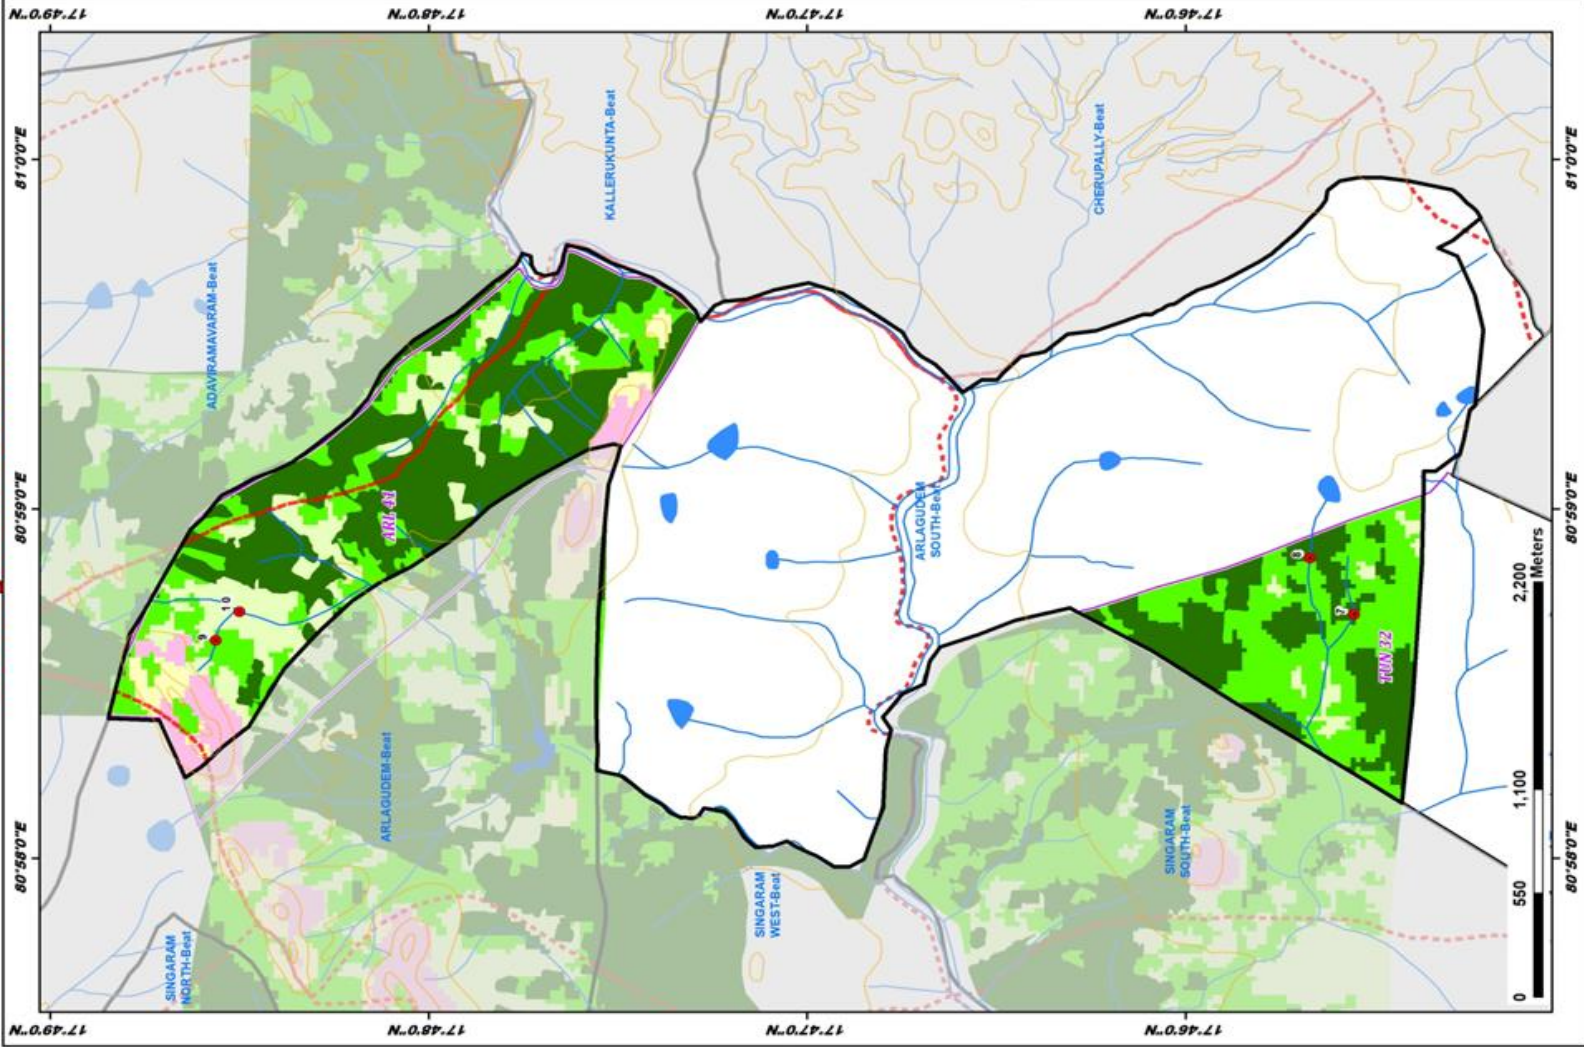 17°49'0"N
17°48'0"N
17°47'0"N
17°46'0"N
81°0'0"E
80°59'0"E
80°58'0"E
ADAVIRAMAVARAM-Beat
KALLERUKUNTA-Beat
CHERUPALLY-Beat
ARL 41
10
9
ARLAGUDEM
SOUTH-Beat
8
7
TUN 32
ARLAGUDEM-Beat
SINGARAM
SOUTH-Beat
SINGARAM
WEST-Beat
SINGARAM
NORTH-Beat
0 550 1,100 2,200
Meters
81°0'0"E
80°59'0"E
80°58'0"E
17°49'0"N
17°48'0"N
17°47'0"N
17°46'0"N